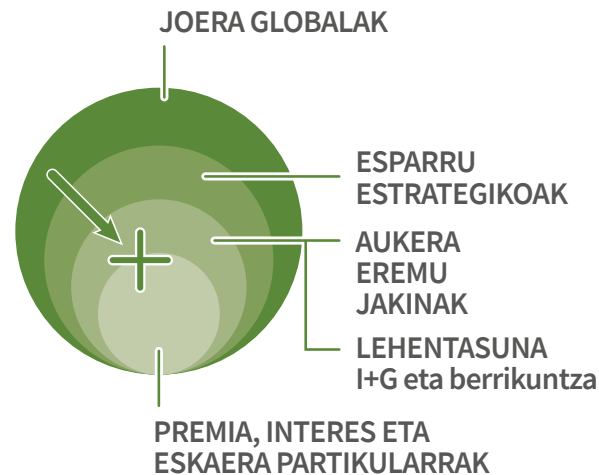 JOERA GLOBALAK
ESPARRU
ESTRATEGIKOAK
AUKERA
EREMU
JAKINAK
LEHENTASUNA
I+G eta berrikuntza
PREMIA, INTERES ETA
ESKAERA PARTIKULARRAK